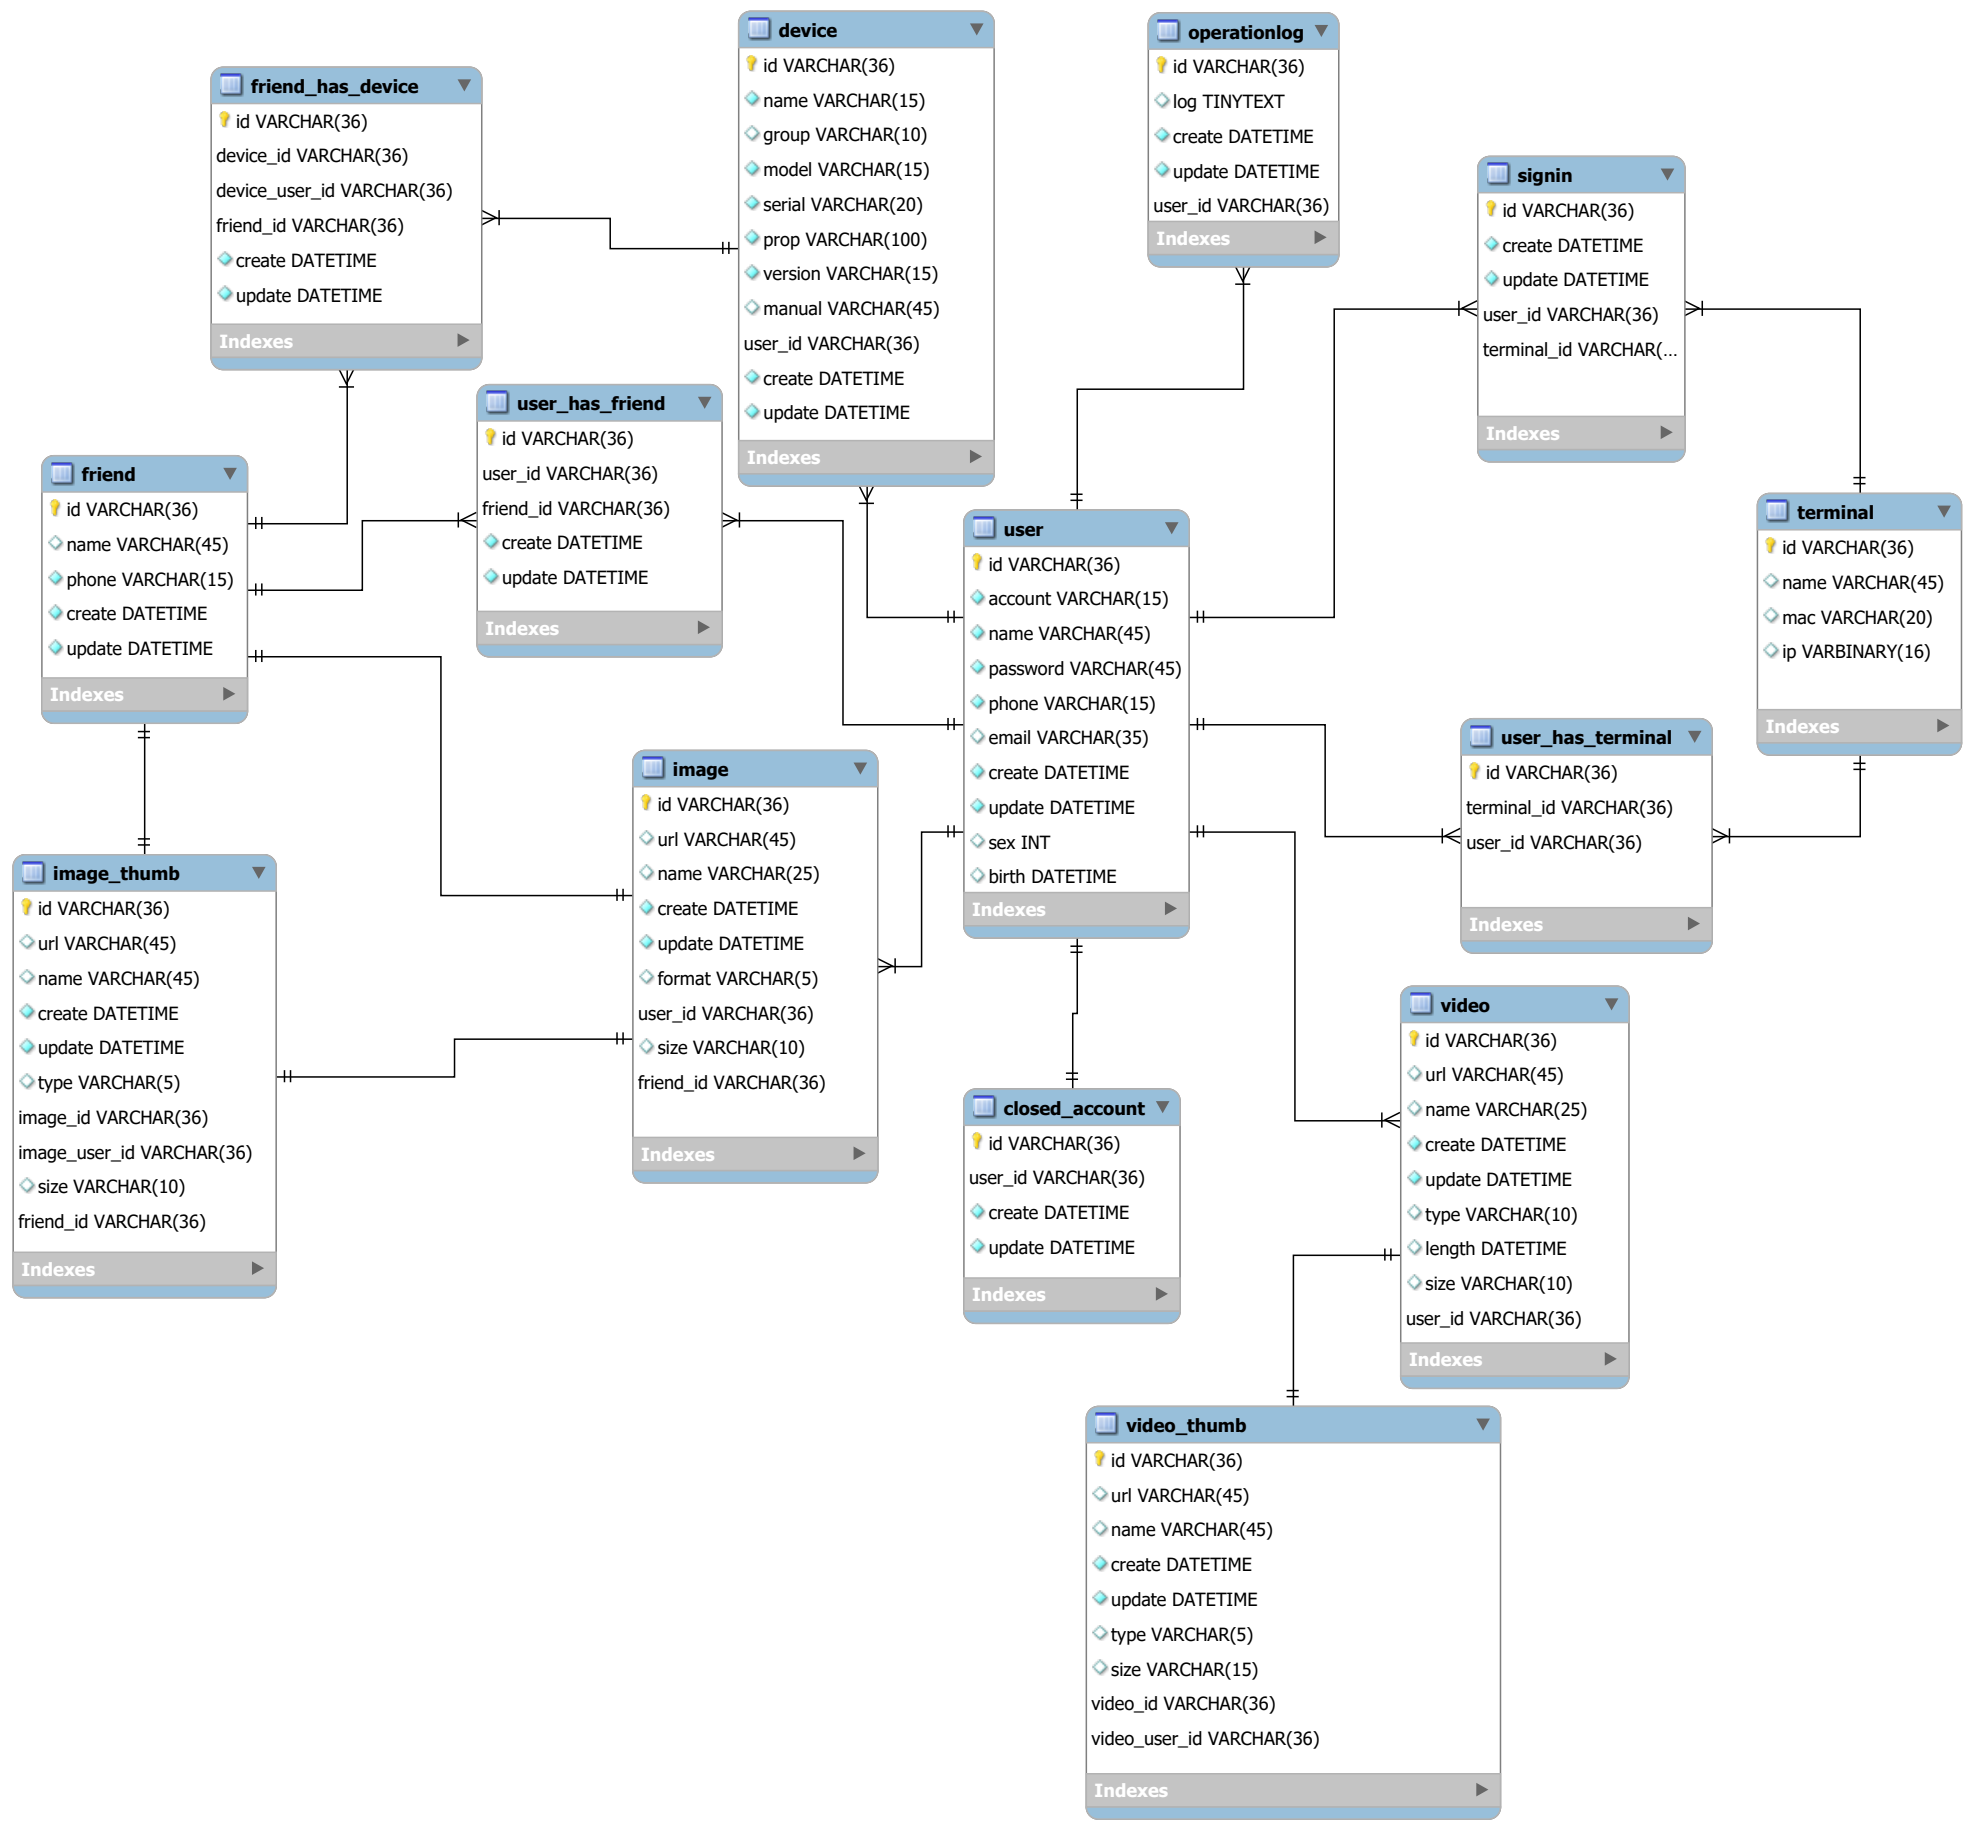 device
id VARCHAR(36)
name VARCHAR(15)
group VARCHAR(10)
model VARCHAR(15)
serial VARCHAR(20)
prop VARCHAR(100)
version VARCHAR(15)
manual VARCHAR(45)
user_id VARCHAR(36)
create DATETIME
update DATETIME
Indexes
operationlog
id VARCHAR(36)
log TINYTEXT
create DATETIME
update DATETIME
user_id VARCHAR(36)
Indexes
friend_has_device
id VARCHAR(36)
device_id VARCHAR(36)
device_user_id VARCHAR(36)
friend_id VARCHAR(36)
create DATETIME
update DATETIME
Indexes
signin
id VARCHAR(36)
create DATETIME
update DATETIME
user_id VARCHAR(36)
terminal_id VARCHAR(...
Indexes
user_has_friend
id VARCHAR(36)
user_id VARCHAR(36)
friend_id VARCHAR(36)
create DATETIME
update DATETIME
Indexes
friend
id VARCHAR(36)
name VARCHAR(45)
phone VARCHAR(15)
create DATETIME
update DATETIME
Indexes
user
id VARCHAR(36)
account VARCHAR(15)
name VARCHAR(45)
password VARCHAR(45)
phone VARCHAR(15)
email VARCHAR(35)
create DATETIME
update DATETIME
sex INT
birth DATETIME
Indexes
terminal
id VARCHAR(36)
name VARCHAR(45)
mac VARCHAR(20)
ip VARBINARY(16)
Indexes
user_has_terminal
id VARCHAR(36)
terminal_id VARCHAR(36)
user_id VARCHAR(36)
Indexes
image
id VARCHAR(36)
url VARCHAR(45)
name VARCHAR(25)
create DATETIME
update DATETIME
format VARCHAR(5)
user_id VARCHAR(36)
size VARCHAR(10)
friend_id VARCHAR(36)
Indexes
image_thumb
id VARCHAR(36)
url VARCHAR(45)
name VARCHAR(45)
create DATETIME
update DATETIME
type VARCHAR(5)
image_id VARCHAR(36)
image_user_id VARCHAR(36)
size VARCHAR(10)
friend_id VARCHAR(36)
Indexes
closed_account
id VARCHAR(36)
user_id VARCHAR(36)
create DATETIME
update DATETIME
Indexes
video
id VARCHAR(36)
url VARCHAR(45)
name VARCHAR(25)
create DATETIME
update DATETIME
type VARCHAR(10)
length DATETIME
size VARCHAR(10)
user_id VARCHAR(36)
Indexes
video_thumb
id VARCHAR(36)
url VARCHAR(45)
name VARCHAR(45)
create DATETIME
update DATETIME
type VARCHAR(5)
size VARCHAR(15)
video_id VARCHAR(36)
video_user_id VARCHAR(36)
Indexes